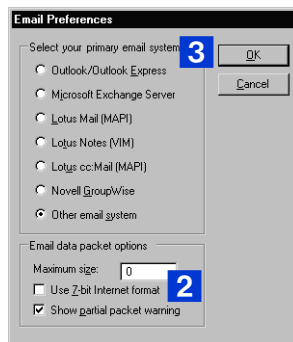 Email Preferences
Select your primary email system
3
OK
Cancel
Outlook/Outlook Express
Microsoft Exchange Server
Lotus Mail (MAPI)
Lotus Notes (VIM)
Lotus cc:Mail (MAPI)
Novell GroupWise
Other email system
Email data packet options
Maximum size: 0
2
Use 7-bit Internet format
Show partial packet warning